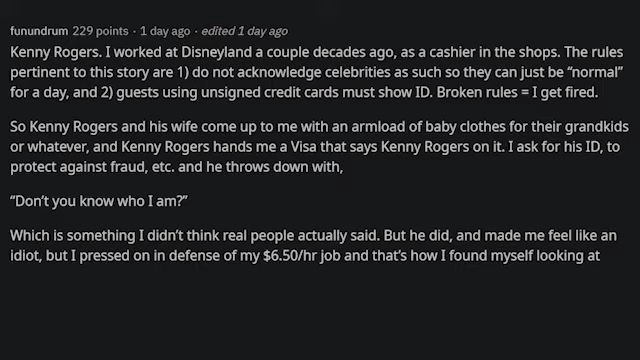 funundrum 229 points · 1 day ago · edited 1 day ago
Kenny Rogers. I worked at Disneyland a couple decades ago, as a cashier in the shops. The rules
pertinent to this story are 1) do not acknowledge celebrities as such so they can just be “normal”
for a day, and 2) guests using unsigned credit cards must show ID. Broken rules = I get fired.
So Kenny Rogers and his wife come up to me with an armload of baby clothes for their grandkids
or whatever, and Kenny Rogers hands me a Visa that says Kenny Rogers on it. I ask for his ID, to
protect against fraud, etc. and he throws down with,
“Don’t you know who I am?”
Which is something I didn’t think real people actually said. But he did, and made me feel like an
idiot, but I pressed on in defense of my $6.50/hr job and that’s how I found myself looking at